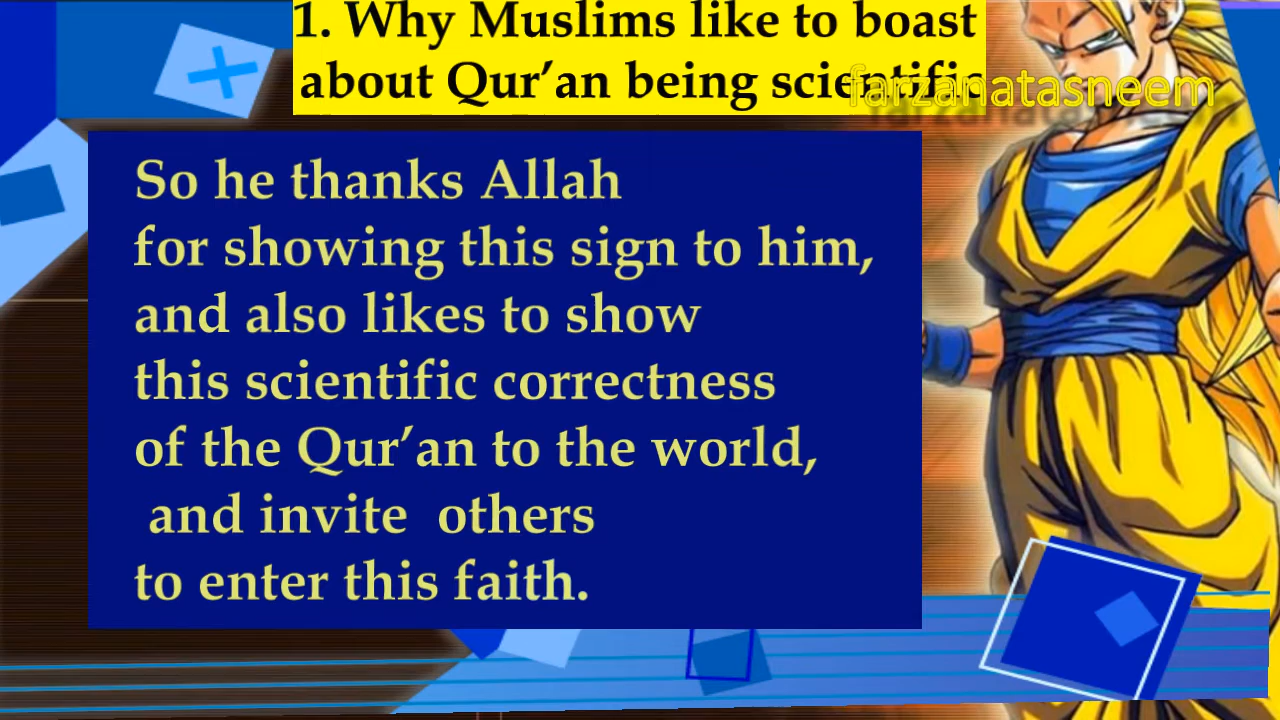 1. Why Muslims like to boast
about Qur’an being scientific
farzanatasneem
So he thanks Allah
for showing this sign to him,
and also likes to show
this scientific correctness
of the Qur’an to the world,
and invite others
to enter this faith.